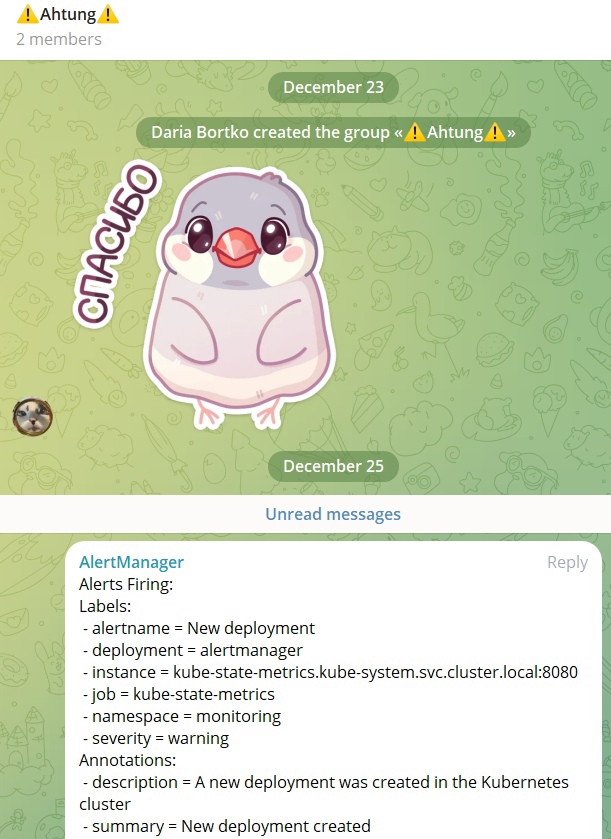 ⚠️Ahtung⚠️
2 members
December 23
Daria Bortko created the group «⚠️Ahtung⚠️»
СПАСИБО
December 25
Unread messages
AlertManager Reply
Alerts Firing:
Labels:
- alertname = New deployment
- deployment = alertmanager
- instance = kube-state-metrics.kube-system.svc.cluster.local:8080
- job = kube-state-metrics
- namespace = monitoring
- severity = warning
Annotations:
- description = A new deployment was created in the Kubernetes
cluster
- summary = New deployment created